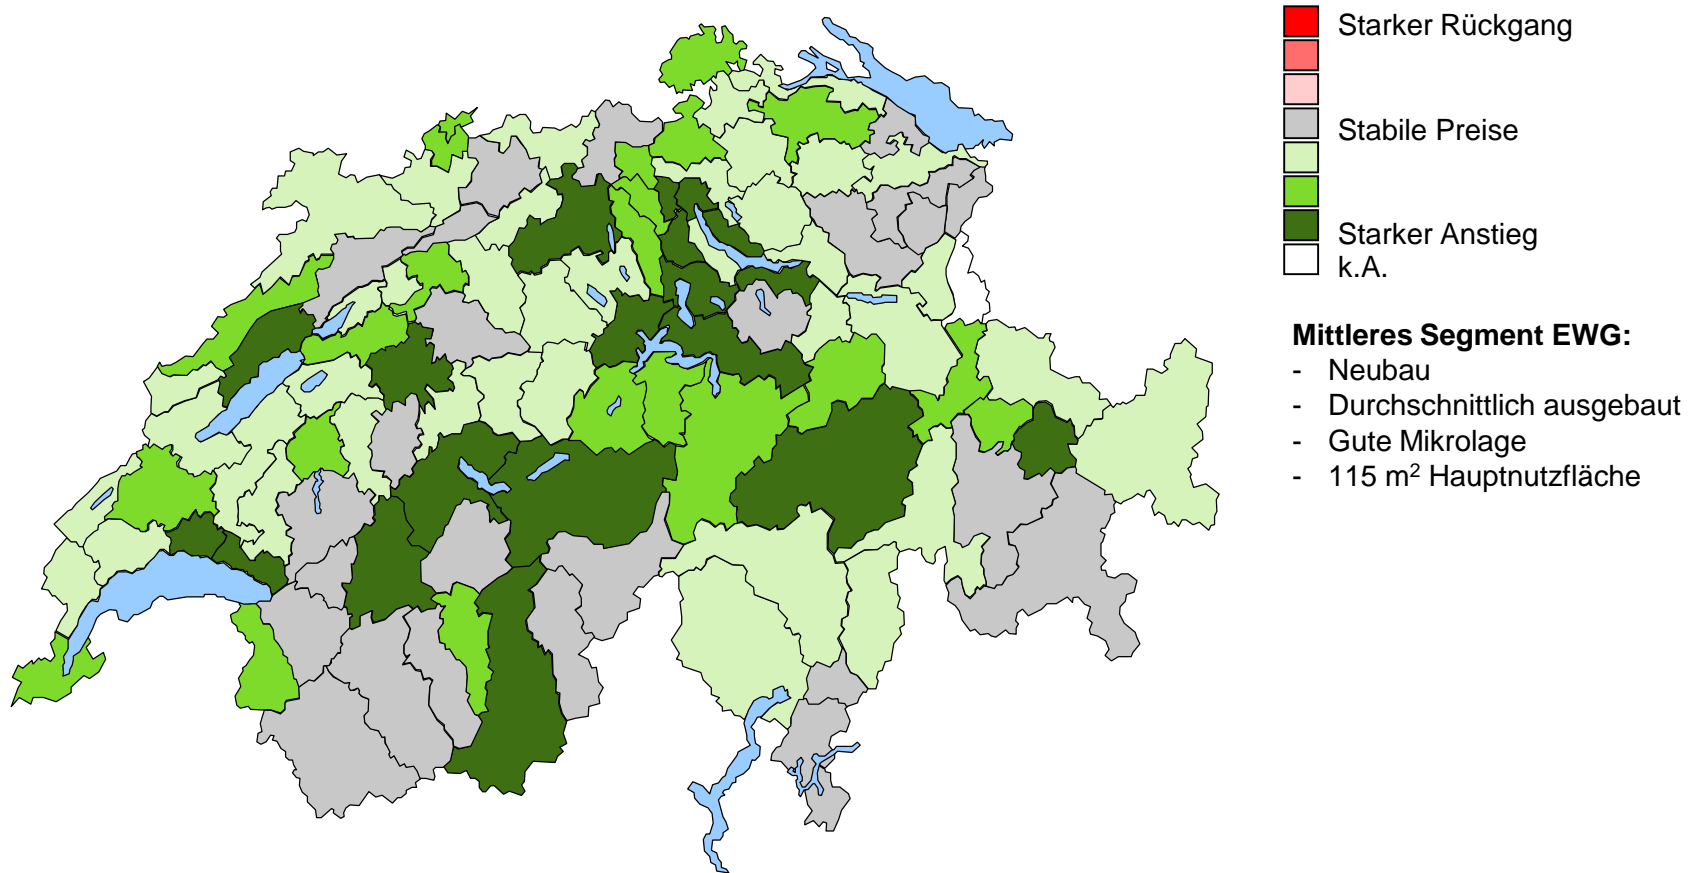 Starker Rückgang
Stabile Preise
Starker Anstieg
k.A.
Mittleres Segment EWG:
- Neubau
- Durchschnittlich ausgebaut
- Gute Mikrolage
- 115 m² Hauptnutzfläche